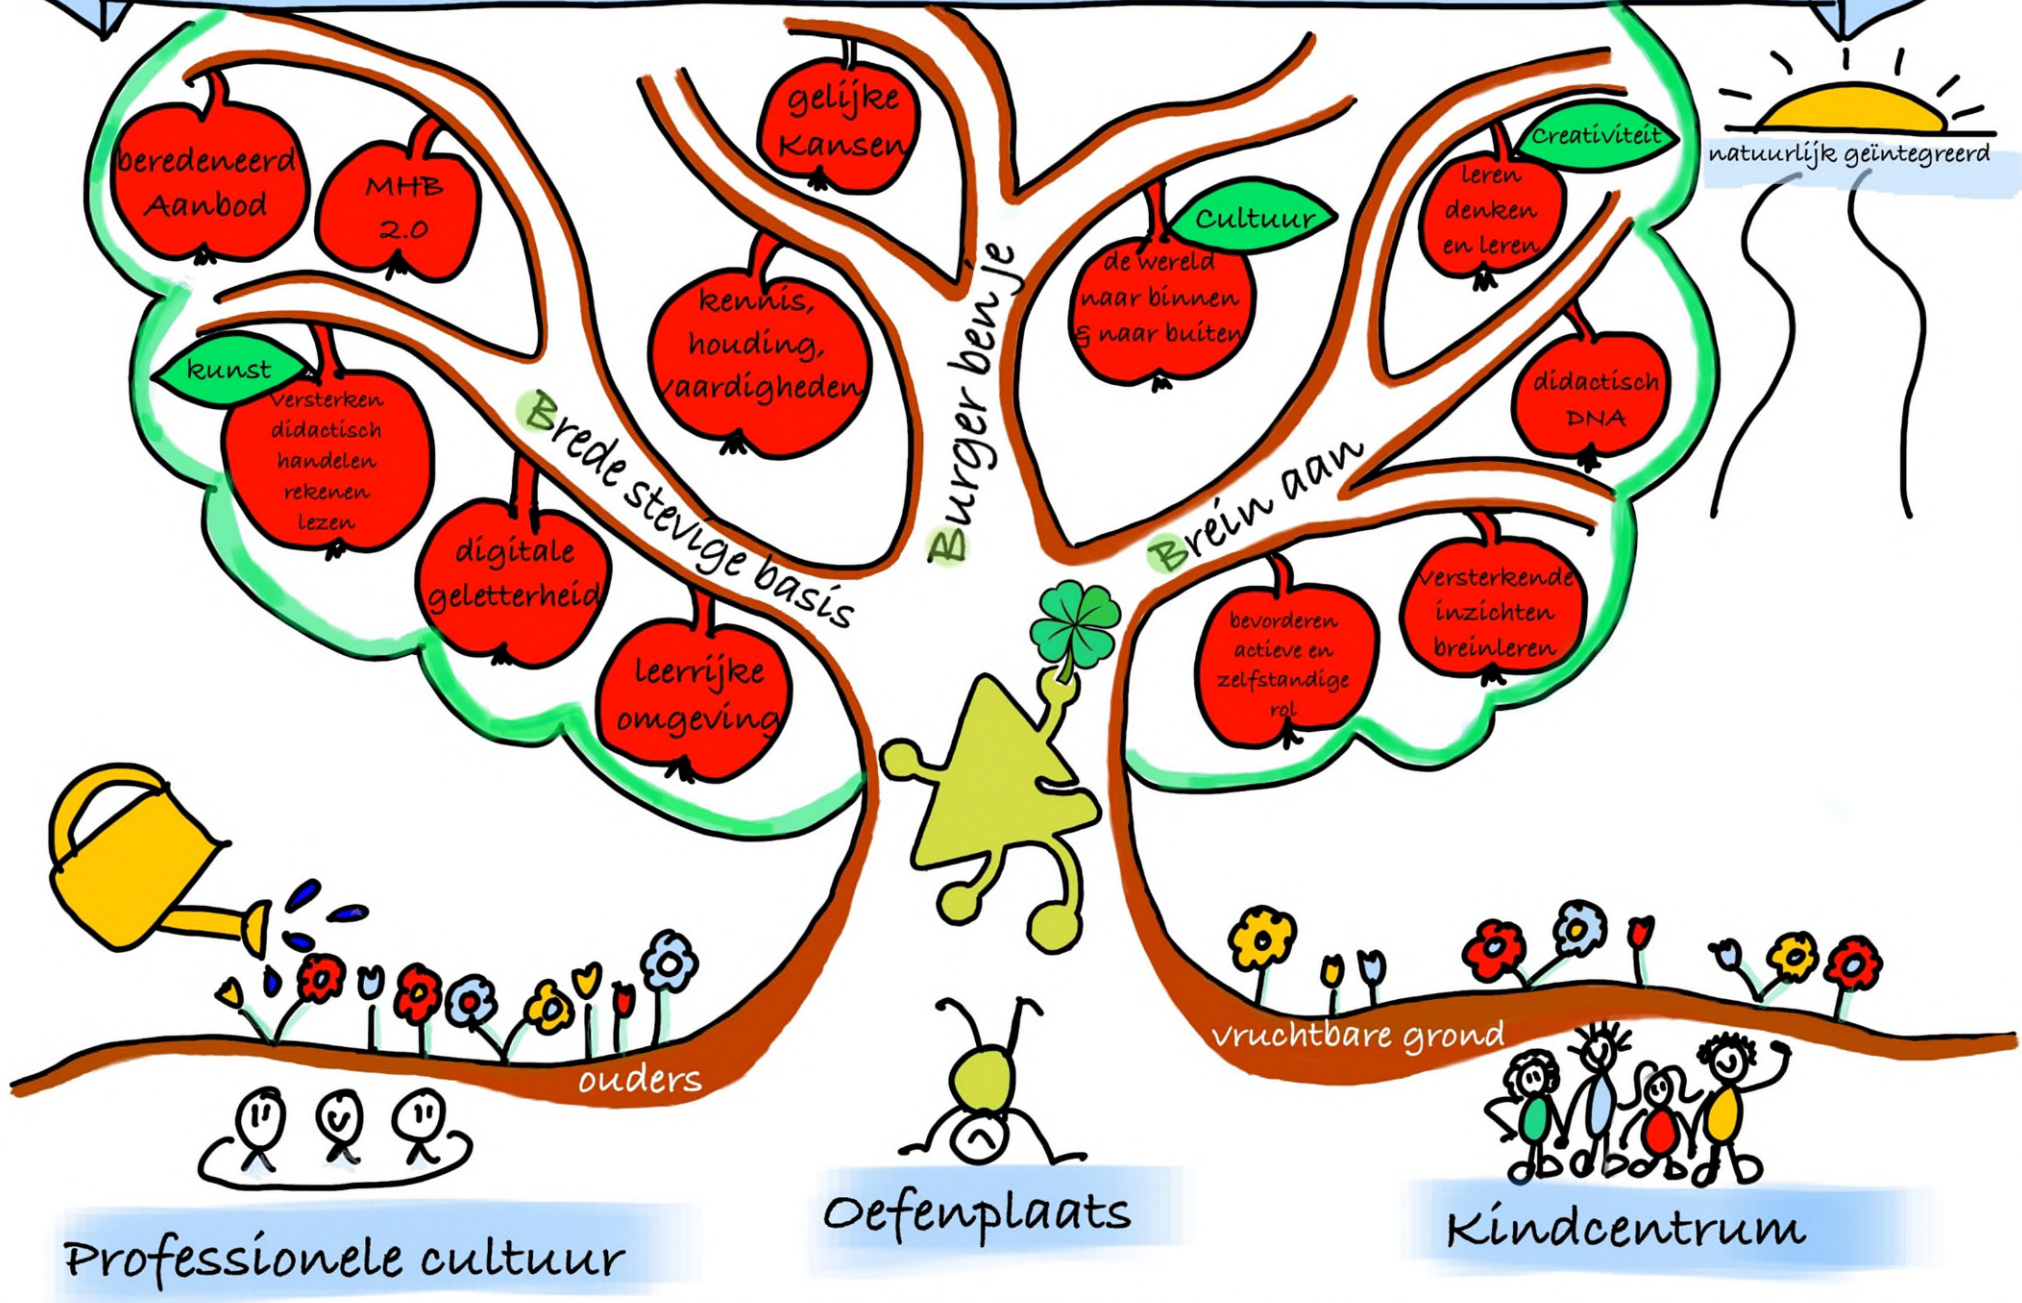 gelijke
Kansen
beredeneerd
Aanbod
MHB
2.0
Creativiteit
leren
denken
en leren
natuurlijk geïntegreerd
Cultuur
de wereld
naar binnen
& naar buiten
kennis,
houding,
vaardigheden
Burger ben je
kunst
versterken
didactisch
handelen
rekenen
lezen
didactisch
DNA
Brede stevige basis
Brein aan
digitale
geletterheid
leerrijke
omgeving
bevorderen
actieve en
zelfstandige
rol
versterkende
inzichten
breinleren
vruchtbare grond
ouders
Professionele cultuur
Oefenplaats
Kindcentrum